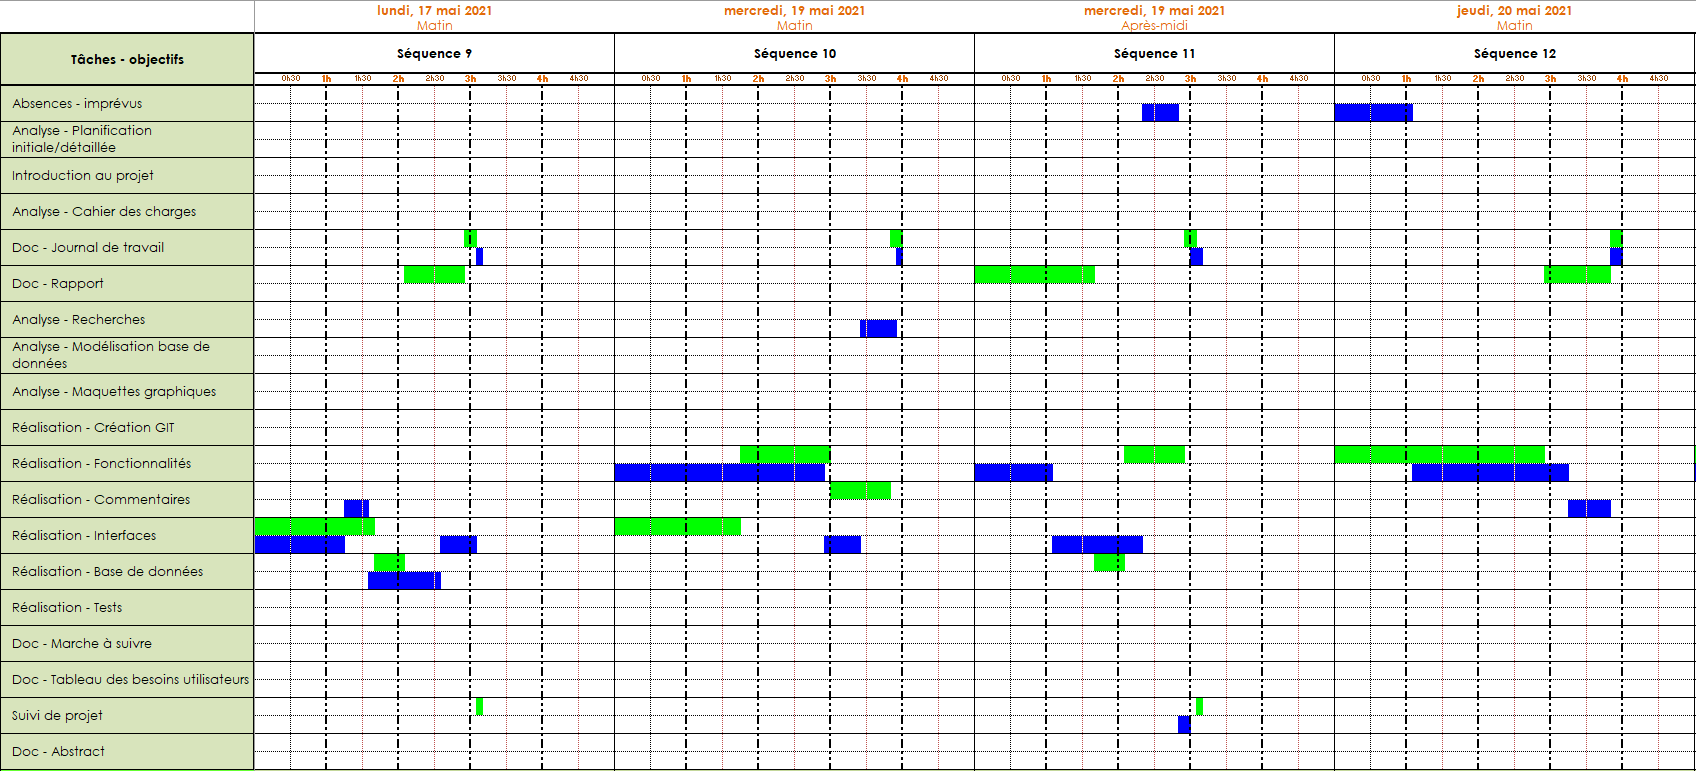 lundi, 17 mai 2021 mercredi, 19 mai 2021 mercredi, 19 mai 2021 jeudi, 20 mai 2021
Matin Matin Après-midi Matin
Tâches - objectifs Séquence 9 Séquence 10 Séquence 11 Séquence 12
0h30 1h 1h30 2h 2h30 3h 3h30 4h 4h30 0h30 1h 1h30 2h 2h30 3h 3h30 4h 4h30 0h30 1h 1h30 2h 2h30 3h 3h30 4h 4h30 0h30 1h 1h30 2h 2h30 3h 3h30 4h 4h30
Absences - imprévus
Analyse - Planification
initiale/détaillée
Introduction au projet
Analyse - Cahier des charges
Doc - Journal de travail
Doc - Rapport
Analyse - Recherches
Analyse - Modélisation base de
données
Analyse - Maquettes graphiques
Réalisation - Création GIT
Réalisation - Fonctionnalités
Réalisation - Commentaires
Réalisation - Interfaces
Réalisation - Base de données
Réalisation - Tests
Doc - Marche à suivre
Doc - Tableau des besoins utilisateurs
Suivi de projet
Doc - Abstract